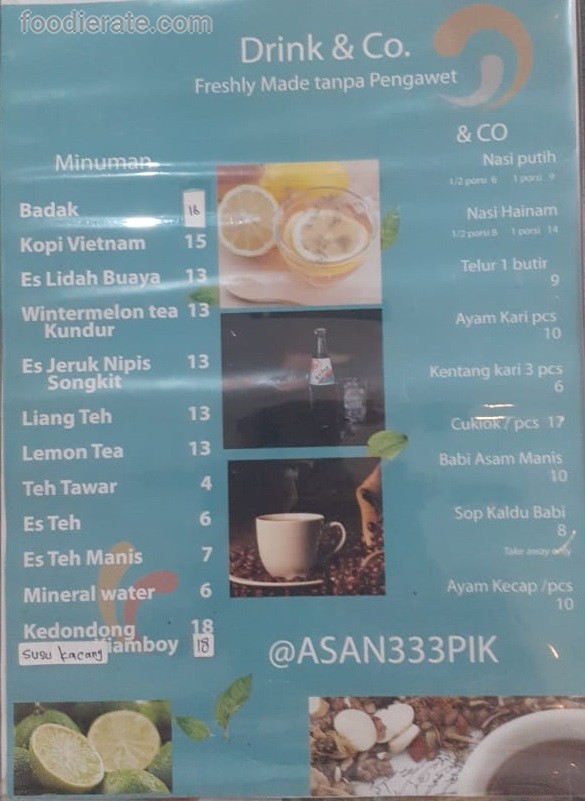 foodierate.com
Drink & Co.
Freshly Made tanpa Pengawet
Minuman
Badak 16
Kopi Vietnam 15
Es Lidah Buaya 13
Wintermelon tea 13
Kundur
Es Jeruk Nipis 13
Songkit
Liang Teh 13
Lemon Tea 13
Teh Tawar 4
Es Teh 6
Es Teh Manis 7
Mineral water 6
Kedondong 18
Kiamboy
Susu kacang 18
& CO
Nasi putih
1/2 porsi 6 1 porsi 9
Nasi Hainam
1/2 porsi 8 1 porsi 14
Telur 1 butir
9
Ayam Kari pcs
10
Kentang kari 3 pcs
6
Cuklok / pcs 17
Babi Asam Manis
10
Sop Kaldu Babi
8
Take away only
Ayam Kecap /pcs
10
@ASAN333PIK